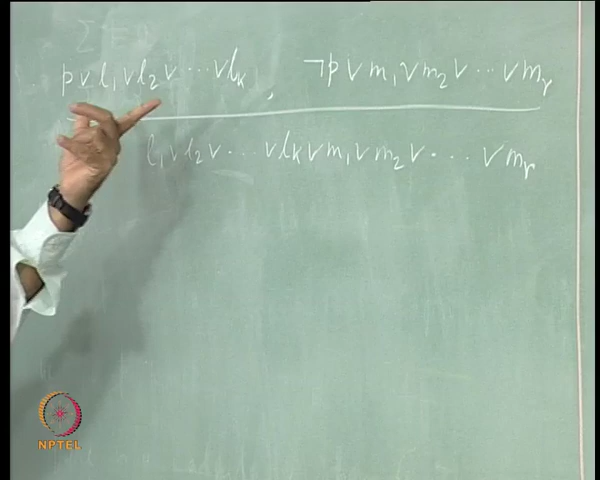 p ∨ l₁ ∨ l₂ ∨ ⋯ ∨ lₖ , ¬p ∨ m₁ ∨ m₂ ∨ ⋯ ∨ mᵣ
l₁ ∨ l₂ ∨ ⋯ ∨ lₖ ∨ m₁ ∨ m₂ ∨ ⋯ ∨ mᵣ
NPTEL